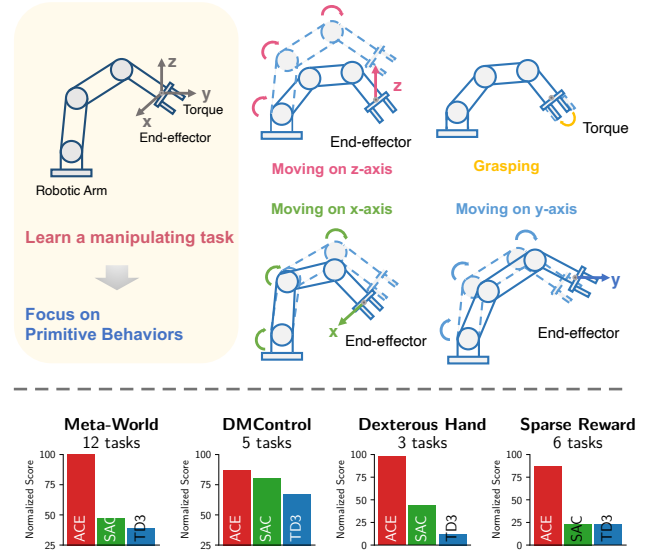 z
y
x
Torque
End-effector
Robotic Arm
Learn a manipulating task
Focus on
Primitive Behaviors
z
End-effector
Moving on z-axis
Torque
Grasping
Moving on x-axis
x
End-effector
Moving on y-axis
y
End-effector
Meta-World
12 tasks
Normalized Score
100
75
50
25
ACE
SAC
TD3
DMControl
5 tasks
Normalized Score
100
75
50
25
ACE
SAC
TD3
Dexterous Hand
3 tasks
Normalized Score
100
75
50
25
0
ACE
SAC
TD3
Sparse Reward
6 tasks
Normalized Score
100
75
50
25
0
ACE
SAC
TD3